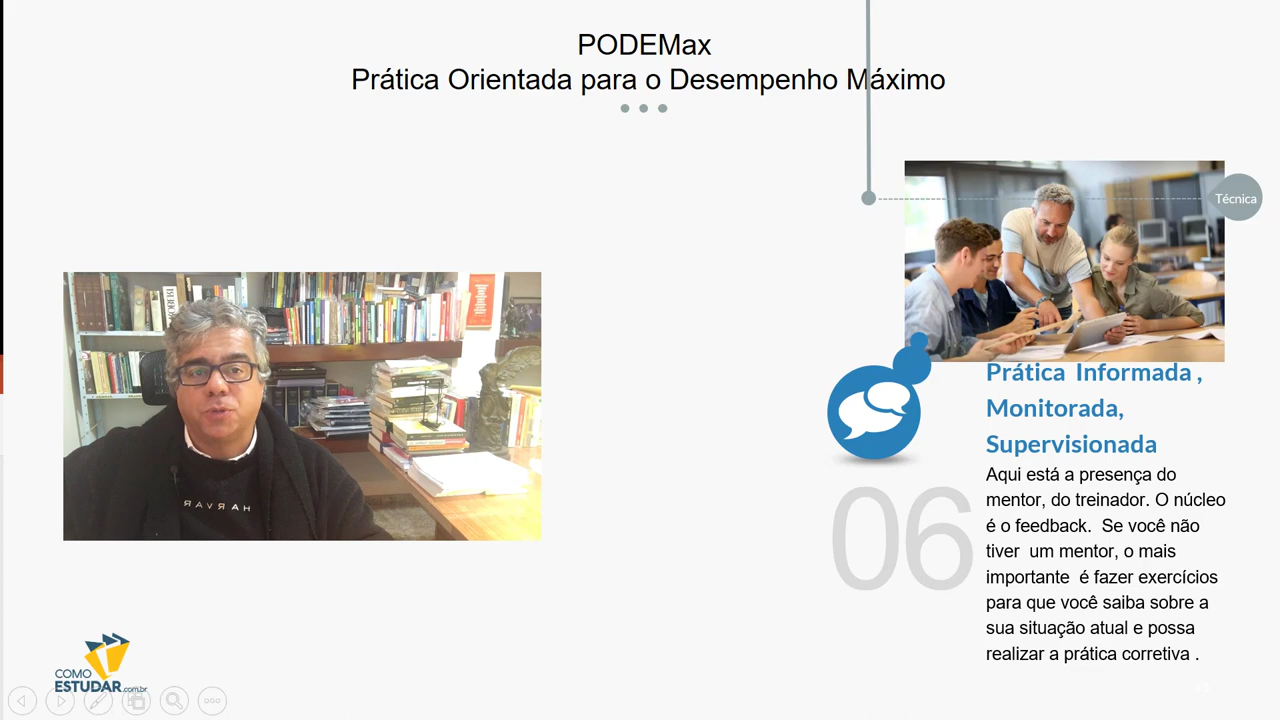 PODEMax
Prática Orientada para o Desempenho Máximo
Técnica
Prática Informada ,
Monitorada,
Supervisionada
06
Aqui está a presença do
mentor, do treinador. O núcleo
é o feedback. Se você não
tiver um mentor, o mais
importante é fazer exercícios
para que você saiba sobre a
sua situação atual e possa
realizar a prática corretiva .
HARVAR
COMO
ESTUDAR.com.br